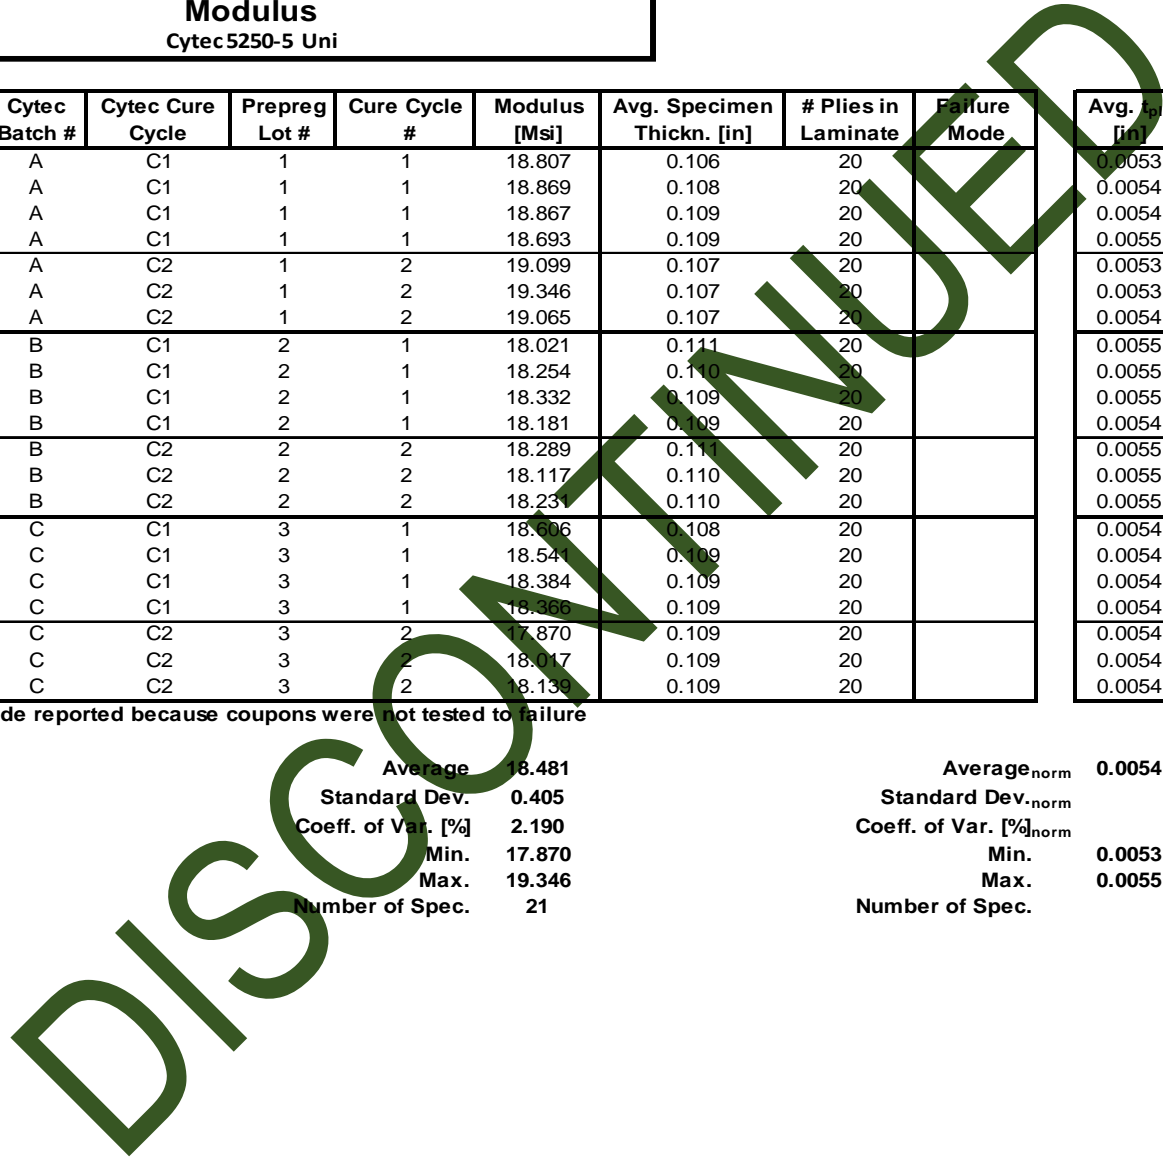 Modulus
Cytec 5250-5 Uni
Cytec Batch # Cytec Cure Cycle Prepreg Lot # Cure Cycle # Modulus [Msi] Avg. Specimen Thickn. [in] # Plies in Laminate Failure Mode Avg. [in]
A C1 1 1 18.807 0.106 20 0.0053
A C1 1 1 18.869 0.108 20 0.0054
A C1 1 1 18.867 0.109 20 0.0054
A C1 1 1 18.693 0.109 20 0.0055
A C2 1 2 19.099 0.107 20 0.0053
A C2 1 2 19.346 0.107 20 0.0053
A C2 1 2 19.065 0.107 20 0.0054
B C1 2 1 18.021 0.111 20 0.0055
B C1 2 1 18.254 0.110 20 0.0055
B C1 2 1 18.332 0.109 20 0.0055
B C1 2 1 18.181 0.109 20 0.0054
B C2 2 2 18.289 0.111 20 0.0055
B C2 2 2 18.117 0.110 20 0.0055
B C2 2 2 18.231 0.110 20 0.0055
C C1 3 1 18.606 0.108 20 0.0054
C C1 3 1 18.541 0.109 20 0.0054
C C1 3 1 18.384 0.109 20 0.0054
C C1 3 1 18.366 0.109 20 0.0054
C C2 3 2 17.870 0.109 20 0.0054
C C2 3 2 18.017 0.109 20 0.0054
C C2 3 2 18.139 0.109 20 0.0054
de reported because coupons were not tested to failure
Average 18.481 Average norm 0.0054
Standard Dev. 0.405 Standard Dev. norm
Coeff. of Var. [%] 2.190 Coeff. of Var. [%] norm
Min. 17.870 Min. 0.0053
Max. 19.346 Max. 0.0055
Number of Spec. 21 Number of Spec.
DISCONTINUED